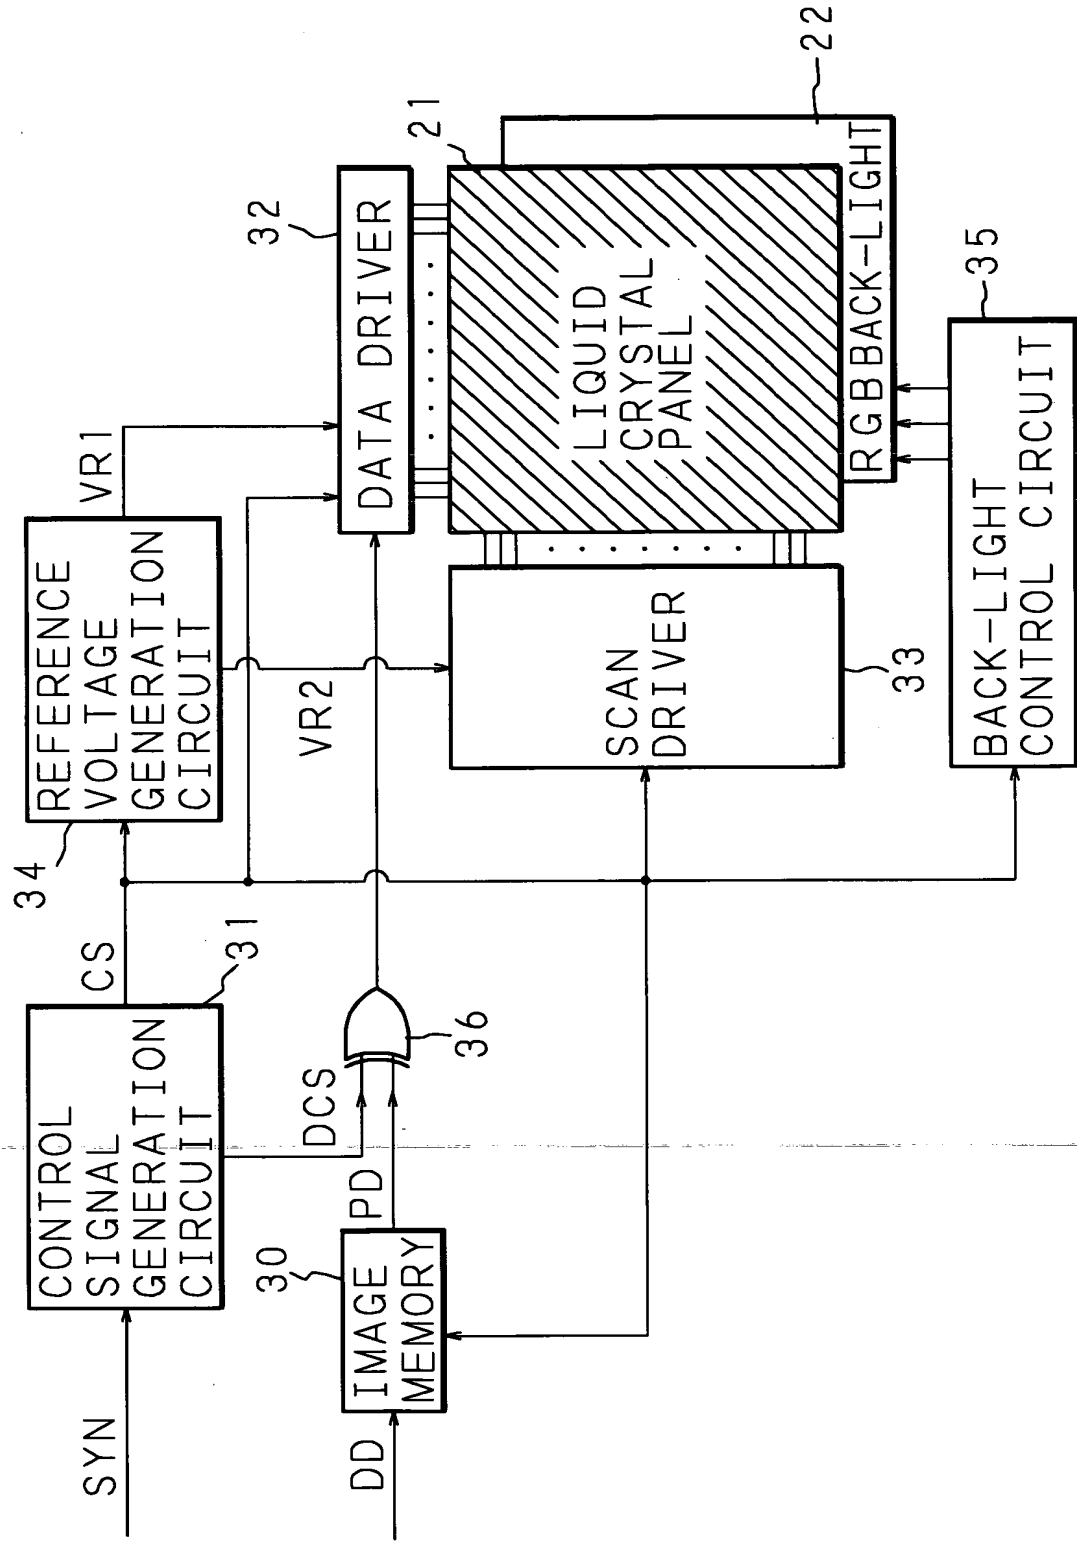 SYN
CONTROL
SIGNAL
GENERATION
CIRCUIT
31
CS
34
REFERENCE
VOLTAGE
GENERATION
CIRCUIT
VR1
VR2
DD
IMAGE
MEMORY
30
PD
DCS
36
DATA DRIVER
32
SCAN
DRIVER
33
LIQUID
CRYSTAL
PANEL
21
R G B BACK-LIGHT
22
BACK-LIGHT
CONTROL CIRCUIT
35